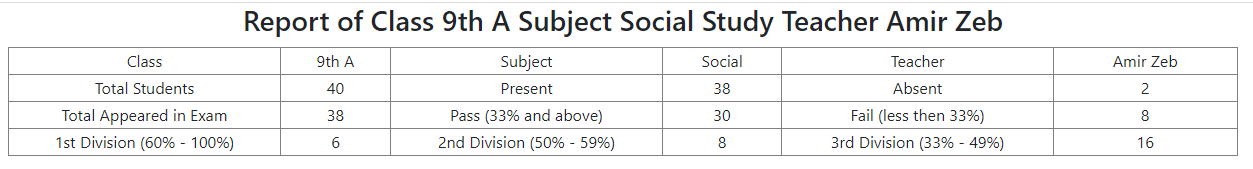 Report of Class 9th A Subject Social Study Teacher Amir Zeb
Class 9th A Subject Social Teacher Amir Zeb
Total Students 40 Present 38 Absent 2
Total Appeared in Exam 38 Pass (33% and above) 30 Fail (less then 33%) 8
1st Division (60% - 100%) 6 2nd Division (50% - 59%) 8 3rd Division (33% - 49%) 16